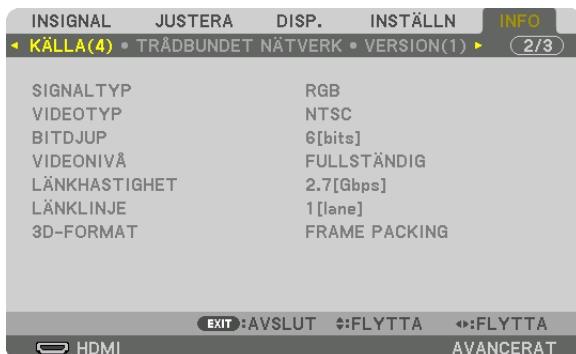 INSIGNAL JUSTERA DISP. INSTÄLLN INFO
KÄLLA(4) • TRÅDBUNDET NÄTVERK • VERSION(1) 2/3
SIGNALTYP RGB
VIDEOTYP NTSC
BITDJUP 6[bits]
VIDEONIVÅ FULLSTÄNDIG
LÄNKHASTIGHET 2.7[Gbps]
LÄNKLINJE 1[lane]
3D-FORMAT FRAME PACKING
EXIT:AVSLUT :FLYTTA :FLYTTA
HDMI AVANCERAT